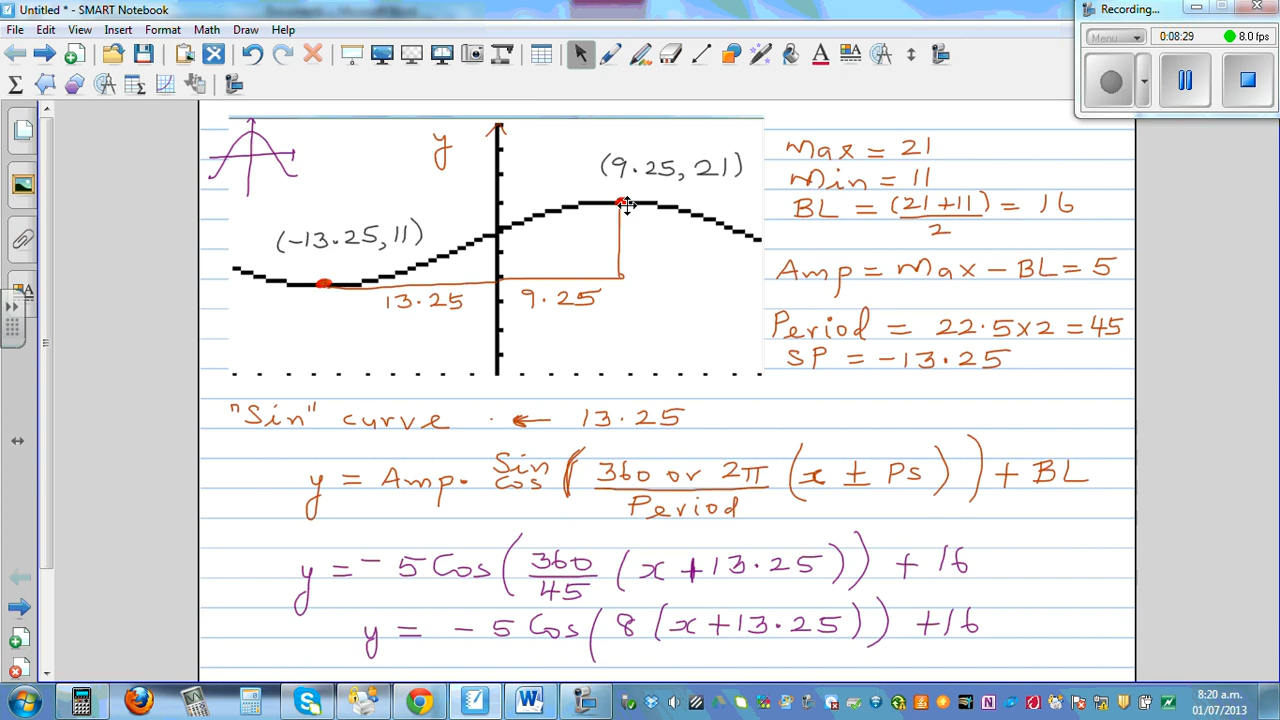 Untitled * - SMART Notebook
Recording...
File Edit View Insert Format Math Draw Help
Menu
0:08:29
8.0 fps
y
(9.25, 21)
(-13.25, 11)
13.25
9.25
Max = 21
Min = 11
BL = (21+11)/2 = 16
Amp = Max - BL = 5
Period = 22.5×2 = 45
SP = -13.25
"Sin" curve . ← 13.25
y = Amp. Sin Cos ( 360 or 2π / Period (x ± Ps) ) + BL
y = - 5 Cos ( 360/45 (x + 13.25) ) + 16
y = - 5 Cos ( 8 (x + 13.25) ) + 16
8:20 a.m.
01/07/2013